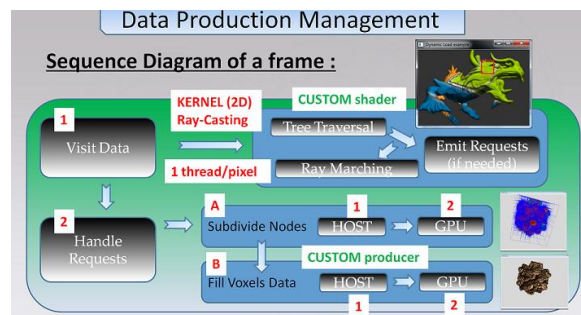 Data Production Management
Sequence Diagram of a frame :
1
Visit Data
KERNEL (2D)
Ray-Casting
1 thread/pixel
CUSTOM shader
Tree Traversal
Ray Marching
Emit Requests
(if needed)
2
Handle
Requests
A
Subdivide Nodes
1
HOST
2
GPU
B
Fill Voxels Data
CUSTOM producer
HOST
1
GPU
2